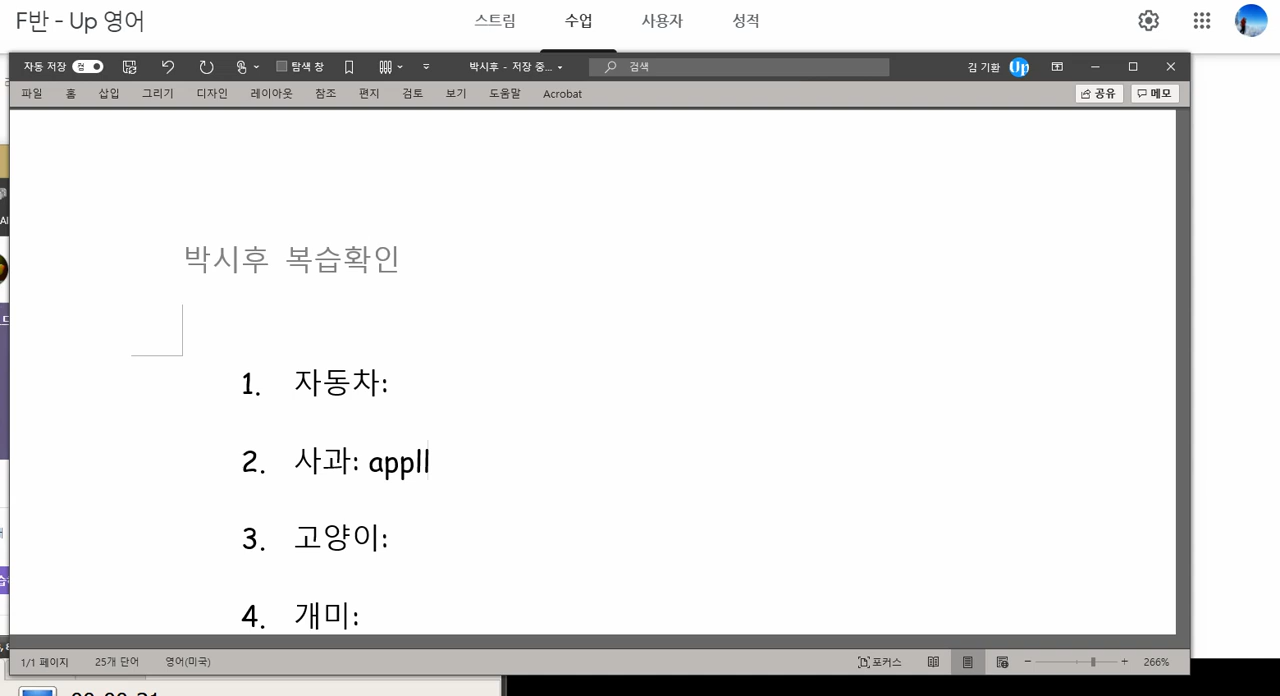 F반 - Up 영어
스트림 수업 사용자 성적
자동 저장 탐색 창 박시후 - 저장 중... 검색 김 기환 Up
파일 홈 삽입 그리기 디자인 레이아웃 참조 편지 검토 보기 도움말 Acrobat 공유 메모
박시후 복습확인
1. 자동차:
2. 사과: appll
3. 고양이:
4. 개미:
1/1 페이지 25개 단어 영어(미국) 포커스 266%